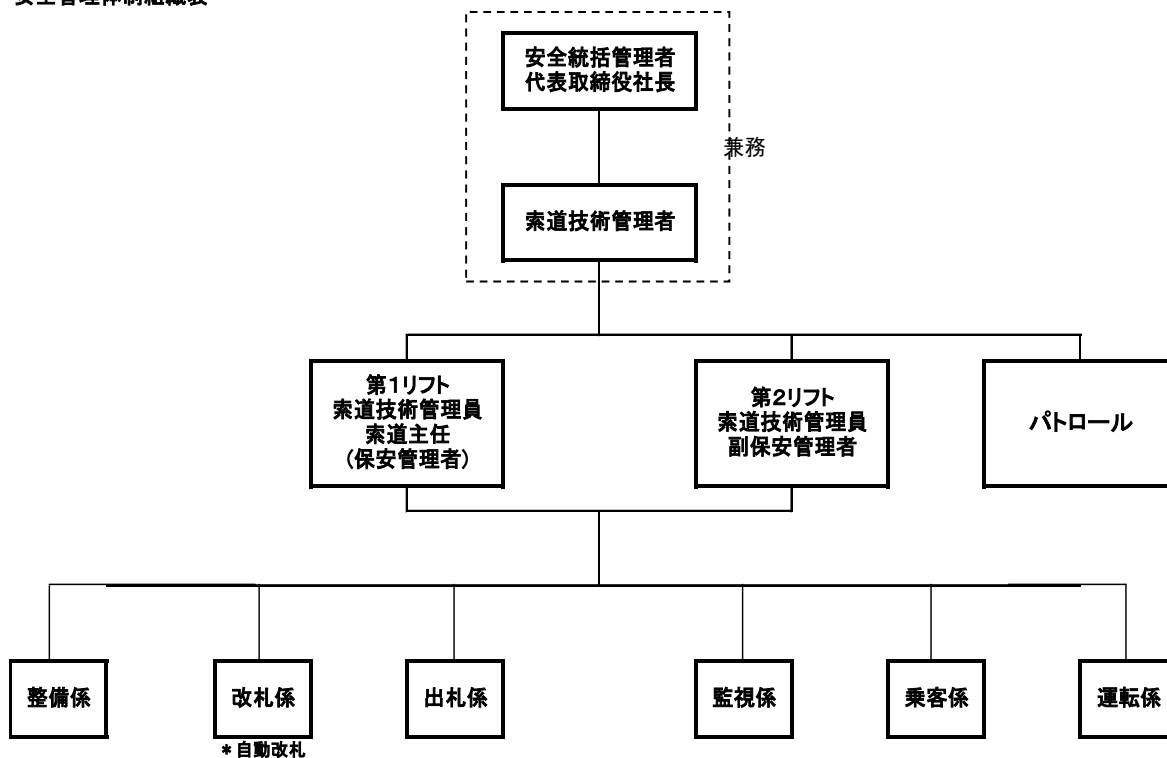 安全管理体制組織表
安全統括管理者
代表取締役社長
兼務
索道技術管理者
第1リフト
索道技術管理員
索道主任
(保安管理者)
第2リフト
索道技術管理員
副保安管理者
パトロール
整備係
改札係
出札係
監視係
乗客係
運転係
*自動改札